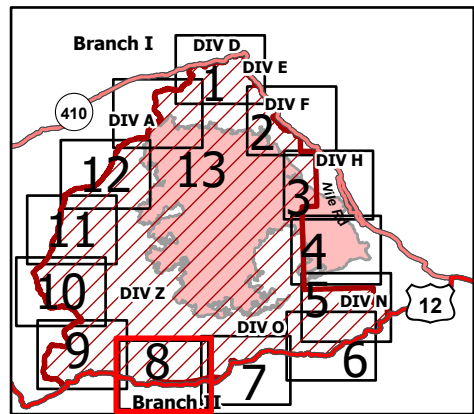 Branch I
DIV D
DIV E
1
410
DIV A
DIV F
2
13
12
DIV H
3
Nile Rd
11
4
10
DIV Z
5
DIV N
12
DIV O
9
8
6
7
Branch II